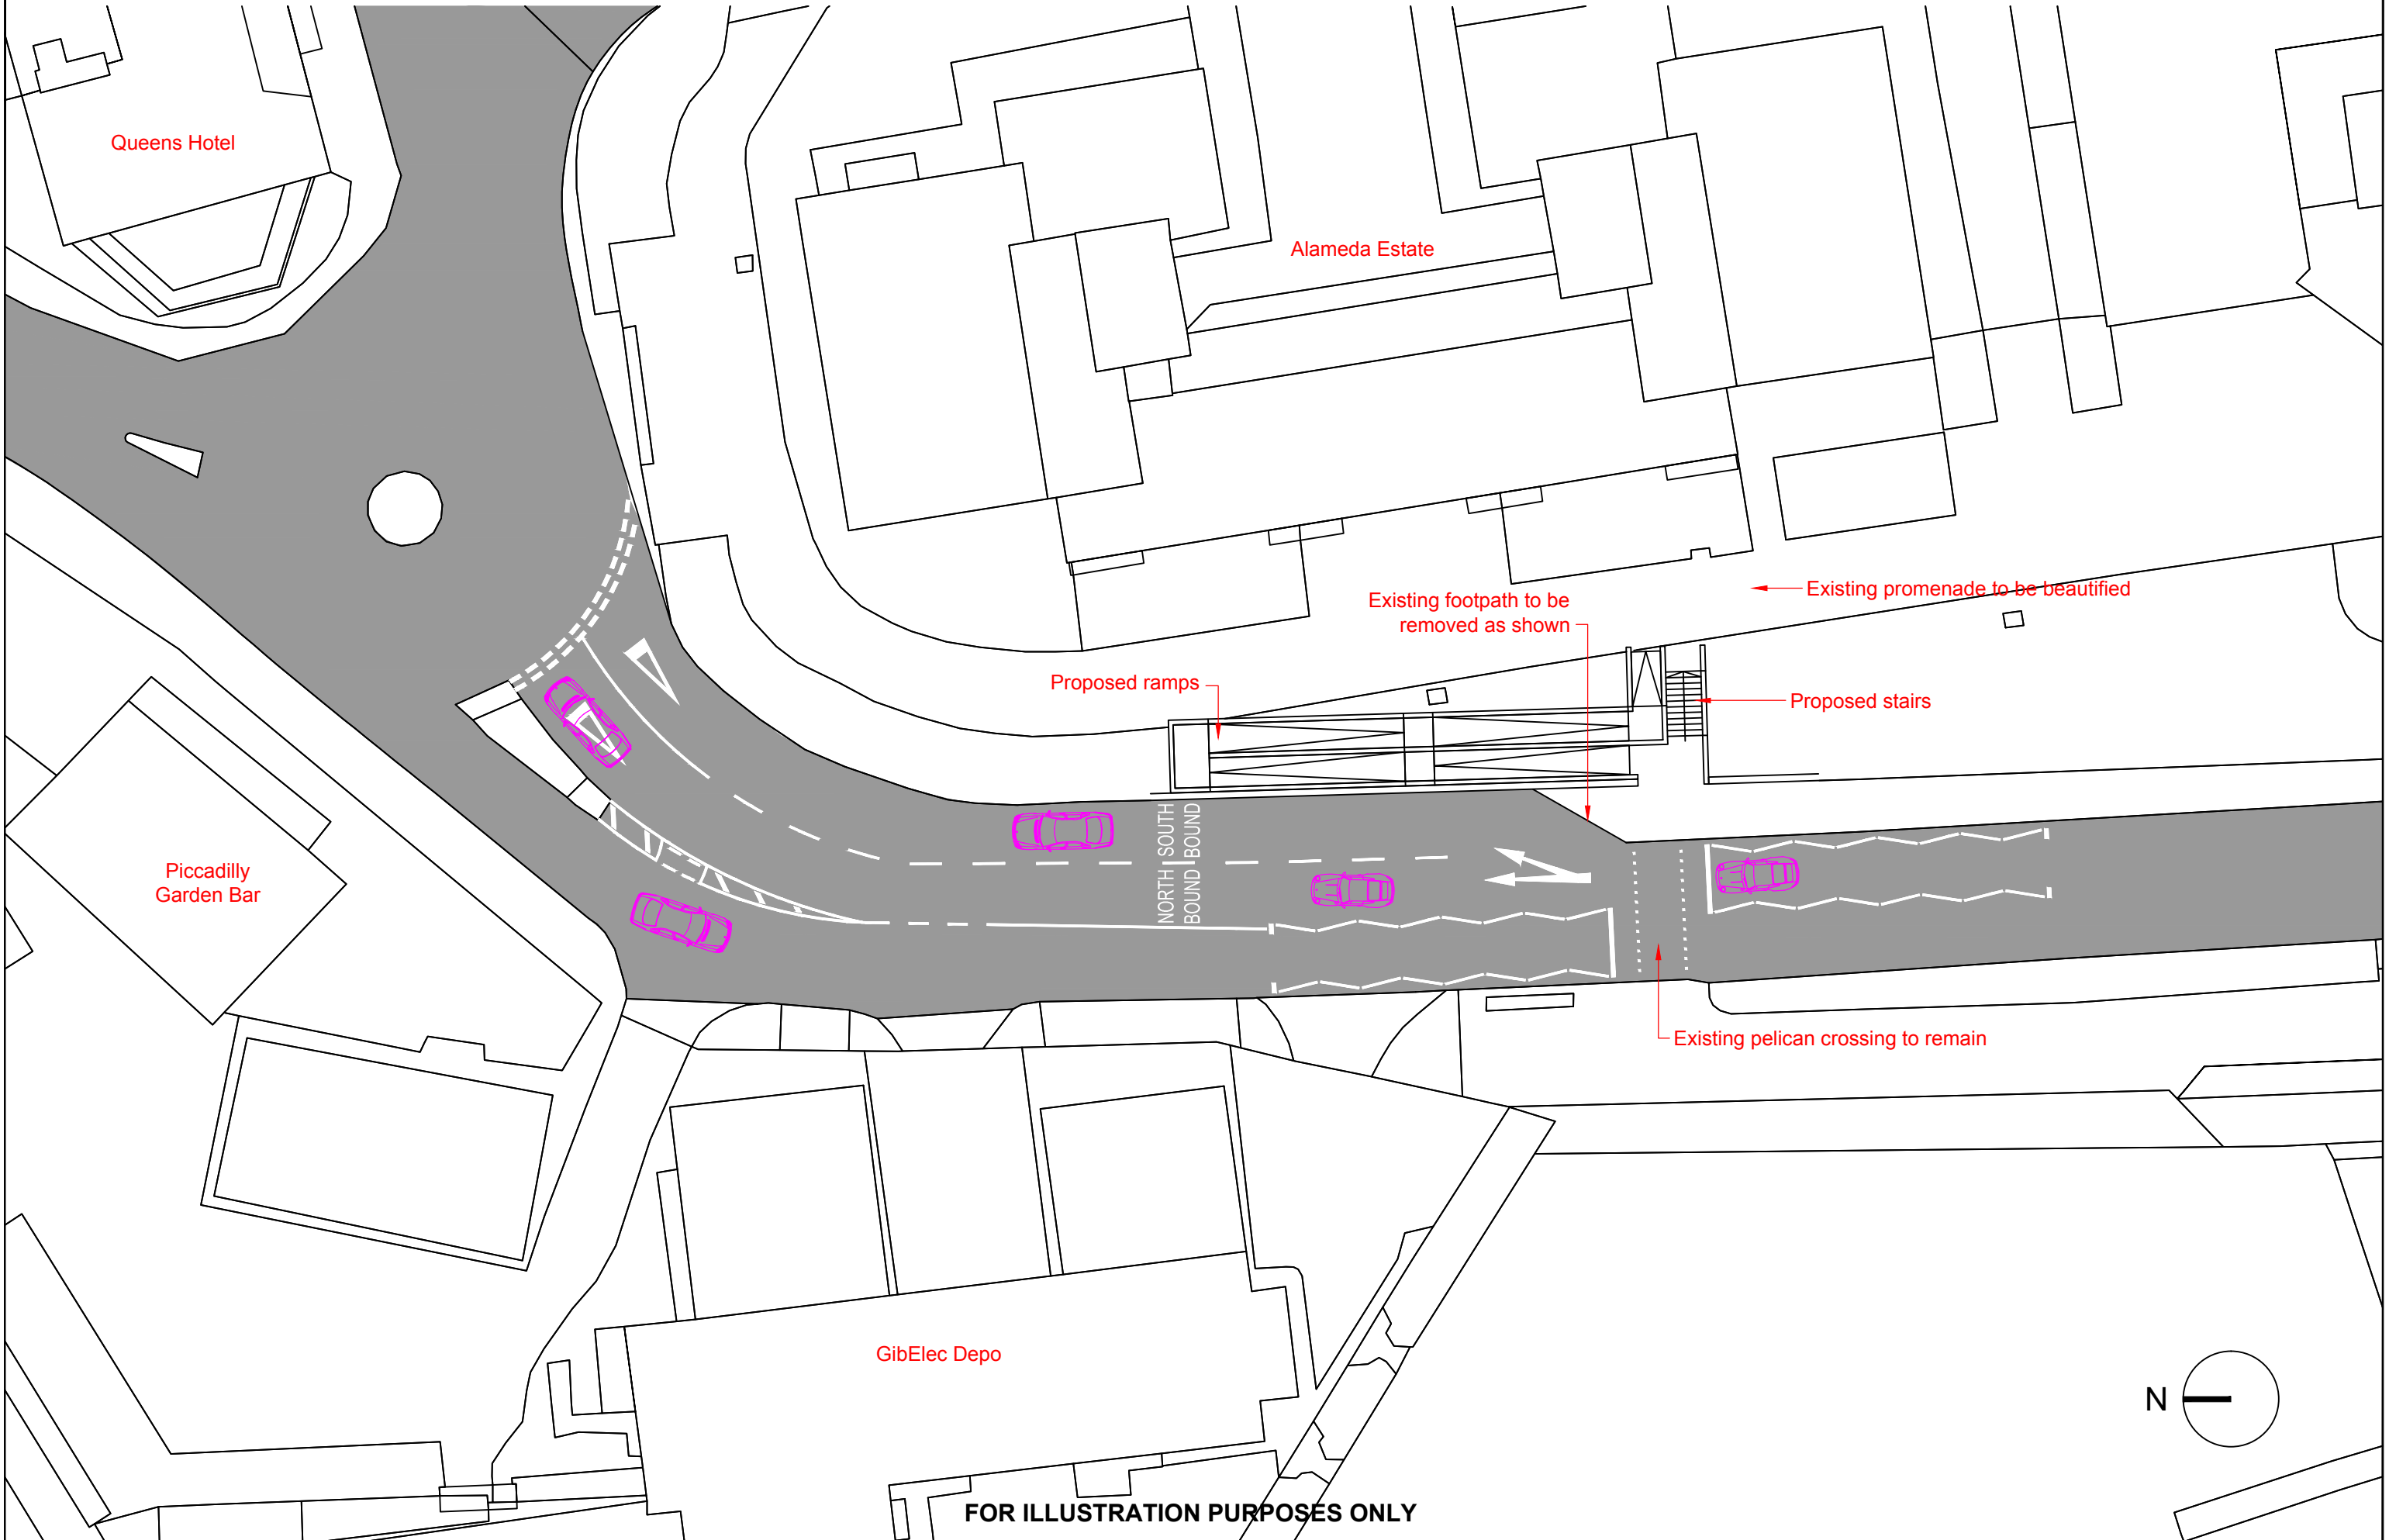 Queens Hotel
Alameda Estate
Existing promenade to be beautified
Existing footpath to be
removed as shown
Proposed ramps
Proposed stairs
NORTH SOUTH
BOUND BOUND
Piccadilly
Garden Bar
Existing pelican crossing to remain
GibElec Depo
N
FOR ILLUSTRATION PURPOSES ONLY